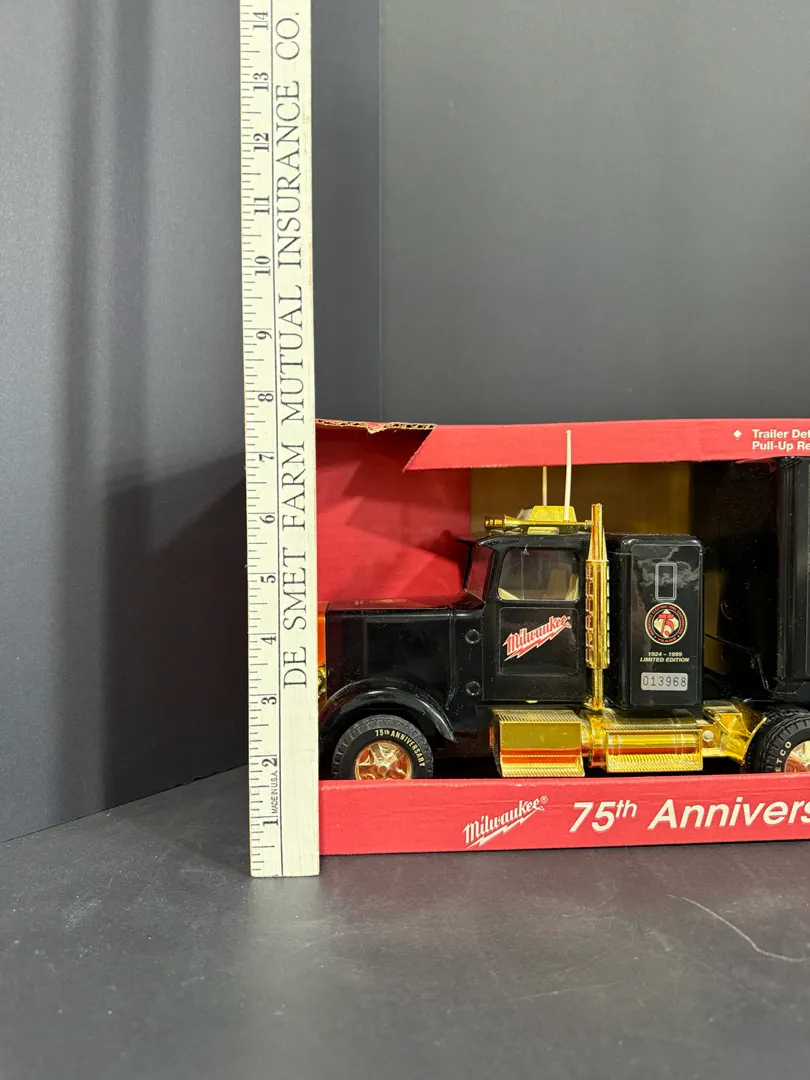 14
13
12
11
10
9
8
7
6
5
4
3
2
1
MADE IN U.S.A.
DE SMET FARM MUTUAL INSURANCE CO.
Trailer Det
Pull-Up Re
Milwaukee
75
1924 - 1999
LIMITED EDITION
013968
75th ANNIVERSARY
TCO
Milwaukee® 75th Annivers